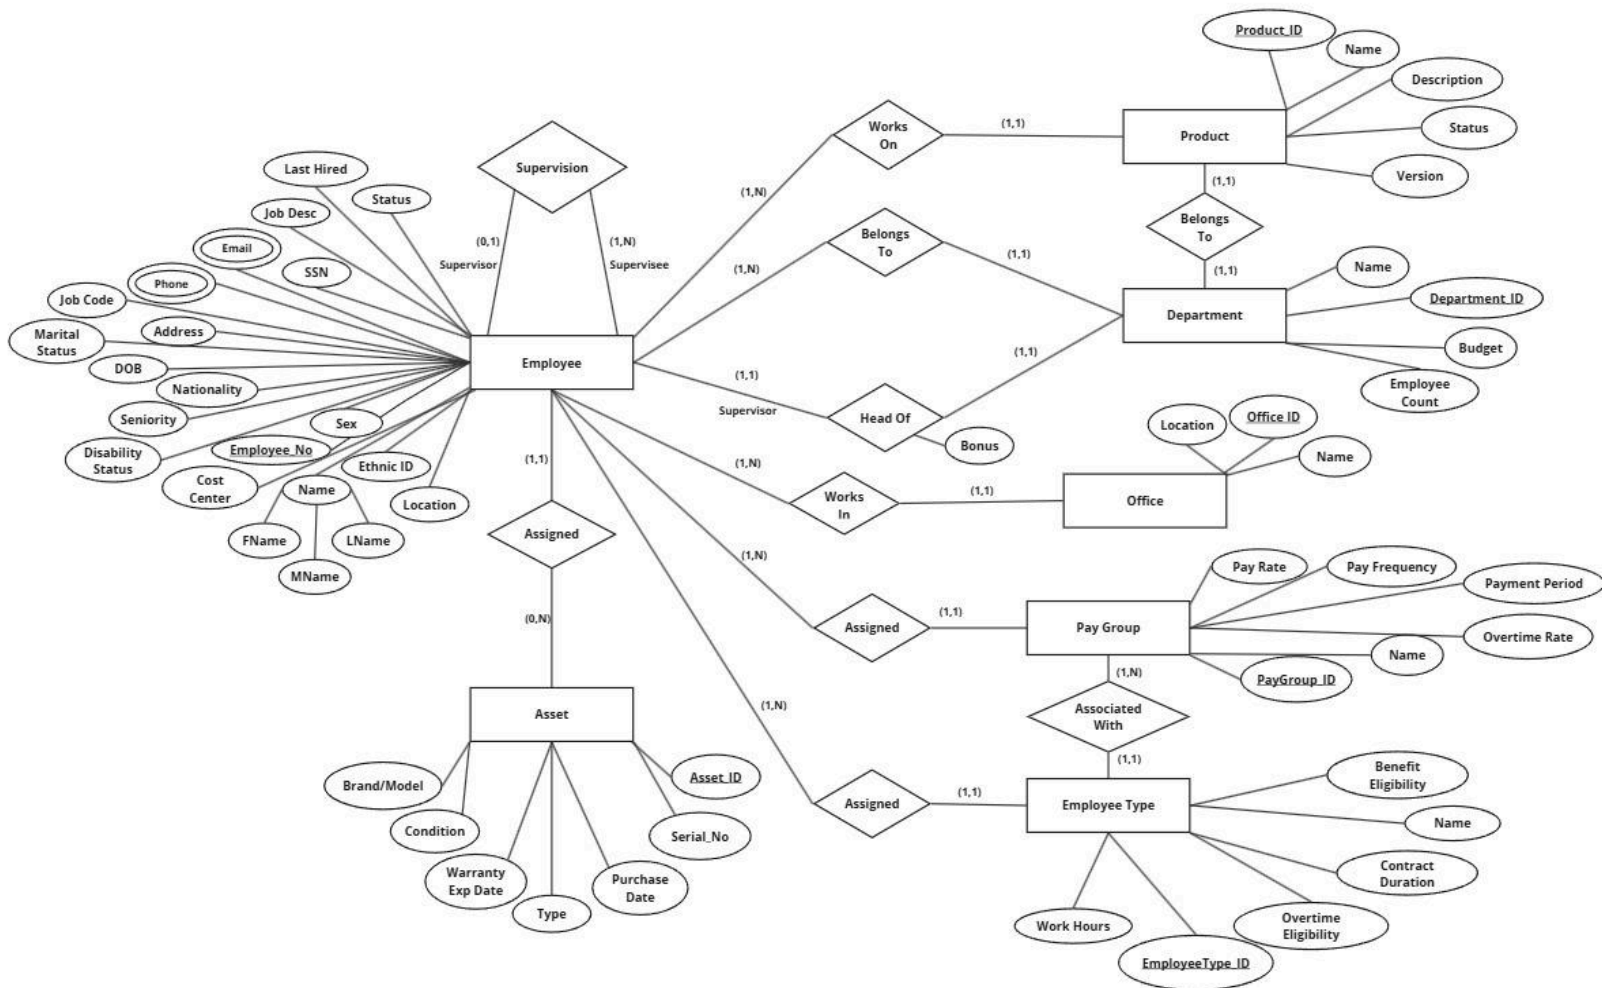 Product_ID
Name
Description
Status
Version
Works
On
(1,1)
Product
(1,1)
Belongs
To
(1,1)
Supervision
(0,1)
Supervisor
(1,N)
Supervisee
(1,N)
Last Hired
Status
Job Desc
Email
SSN
Phone
Job Code
Address
Marital
Status
DOB
Nationality
Seniority
Sex
Disability
Status
Employee_No
Ethnic ID
Cost
Center
Name
Location
FName
LName
MName
Employee
Belongs
To
(1,N)
(1,1)
Department
Name
Department_ID
Budget
Employee
Count
(1,1)
Supervisor
(1,1)
Head Of
Bonus
Location
Office ID
Name
(1,N)
Works
In
(1,1)
Office
(1,1)
Assigned
(0,N)
Asset
Brand/Model
Condition
Warranty
Exp Date
Type
Purchase
Date
Serial_No
Asset_ID
(1,N)
Assigned
(1,1)
Pay Group
Pay Rate
Pay Frequency
Payment Period
Overtime Rate
Name
PayGroup_ID
(1,N)
Associated
With
(1,1)
(1,N)
Assigned
(1,1)
Employee Type
Benefit
Eligibility
Name
Contract
Duration
Overtime
Eligibility
Work Hours
EmployeeType_ID